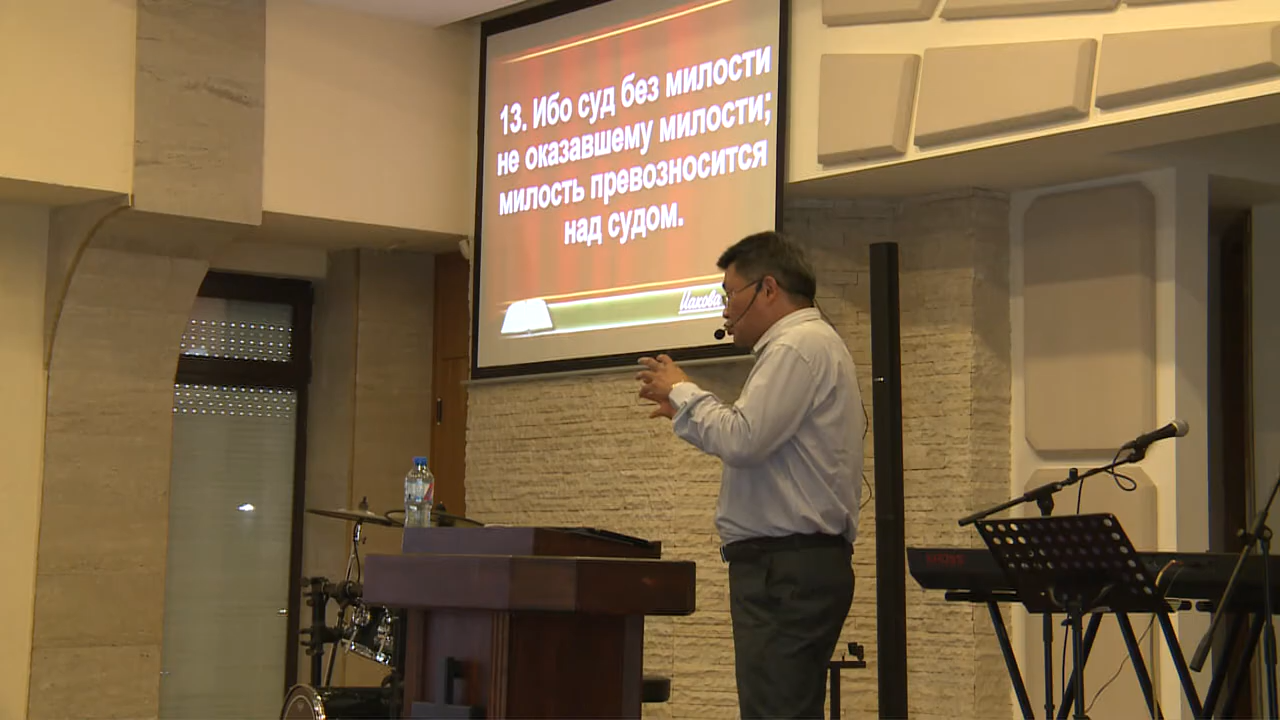 13. Ибо суд без милости
не оказавшему милости;
милость превозносится
над судом.
Иакова